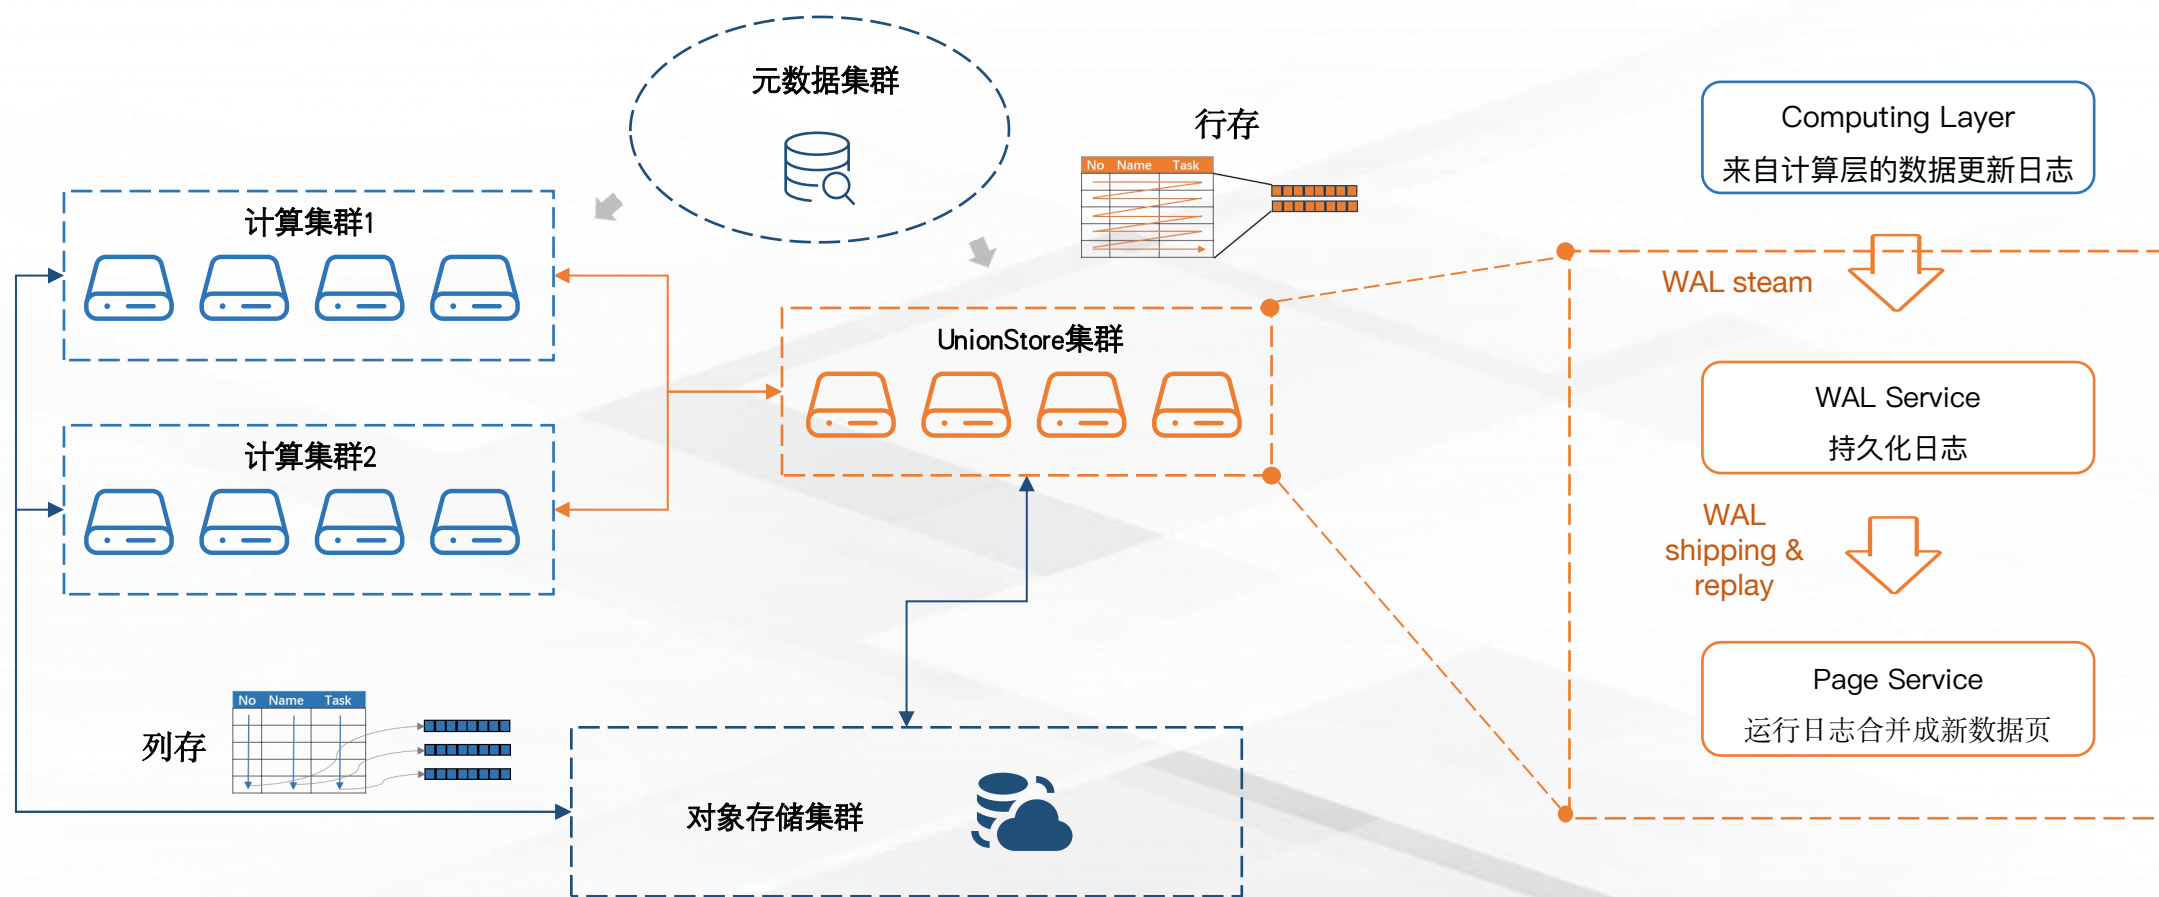 元数据集群
行存
No Name Task
Computing Layer
来自计算层的数据更新日志
计算集群1
WAL steam
UnionStore集群
WAL Service
持久化日志
计算集群2
WAL
shipping &
replay
Page Service
运行日志合并成新数据页
列存
No Name Task
对象存储集群